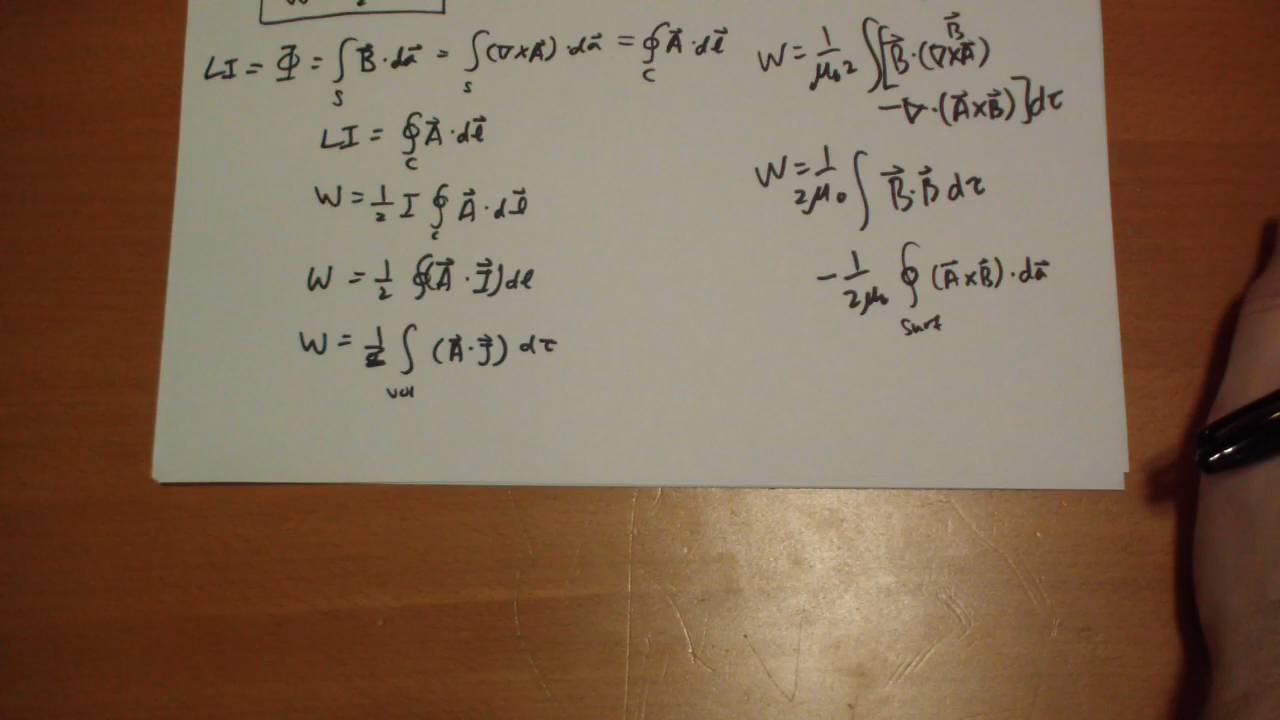 LI = Φ = ∫_S B⃗ · da⃗ = ∫_S (∇×A⃗) · da⃗ = ∮_C A⃗ · dl⃗
LI = ∮_C A⃗ · dl⃗
W = 1/2 I ∮_C A⃗ · dl⃗
W = 1/2 ∮(A⃗ · I⃗) dl
W = 1/2 ∫_vol (A⃗ · J⃗) dτ
W = 1/μ₀2 ∫[B⃗ · (∇×A⃗) B⃗
−∇ · (A⃗ × B⃗)] dτ
W = 1/2μ₀ ∫ B⃗ · B⃗ dτ
− 1/2μ₀ ∮_surf (A⃗ × B⃗) · da⃗